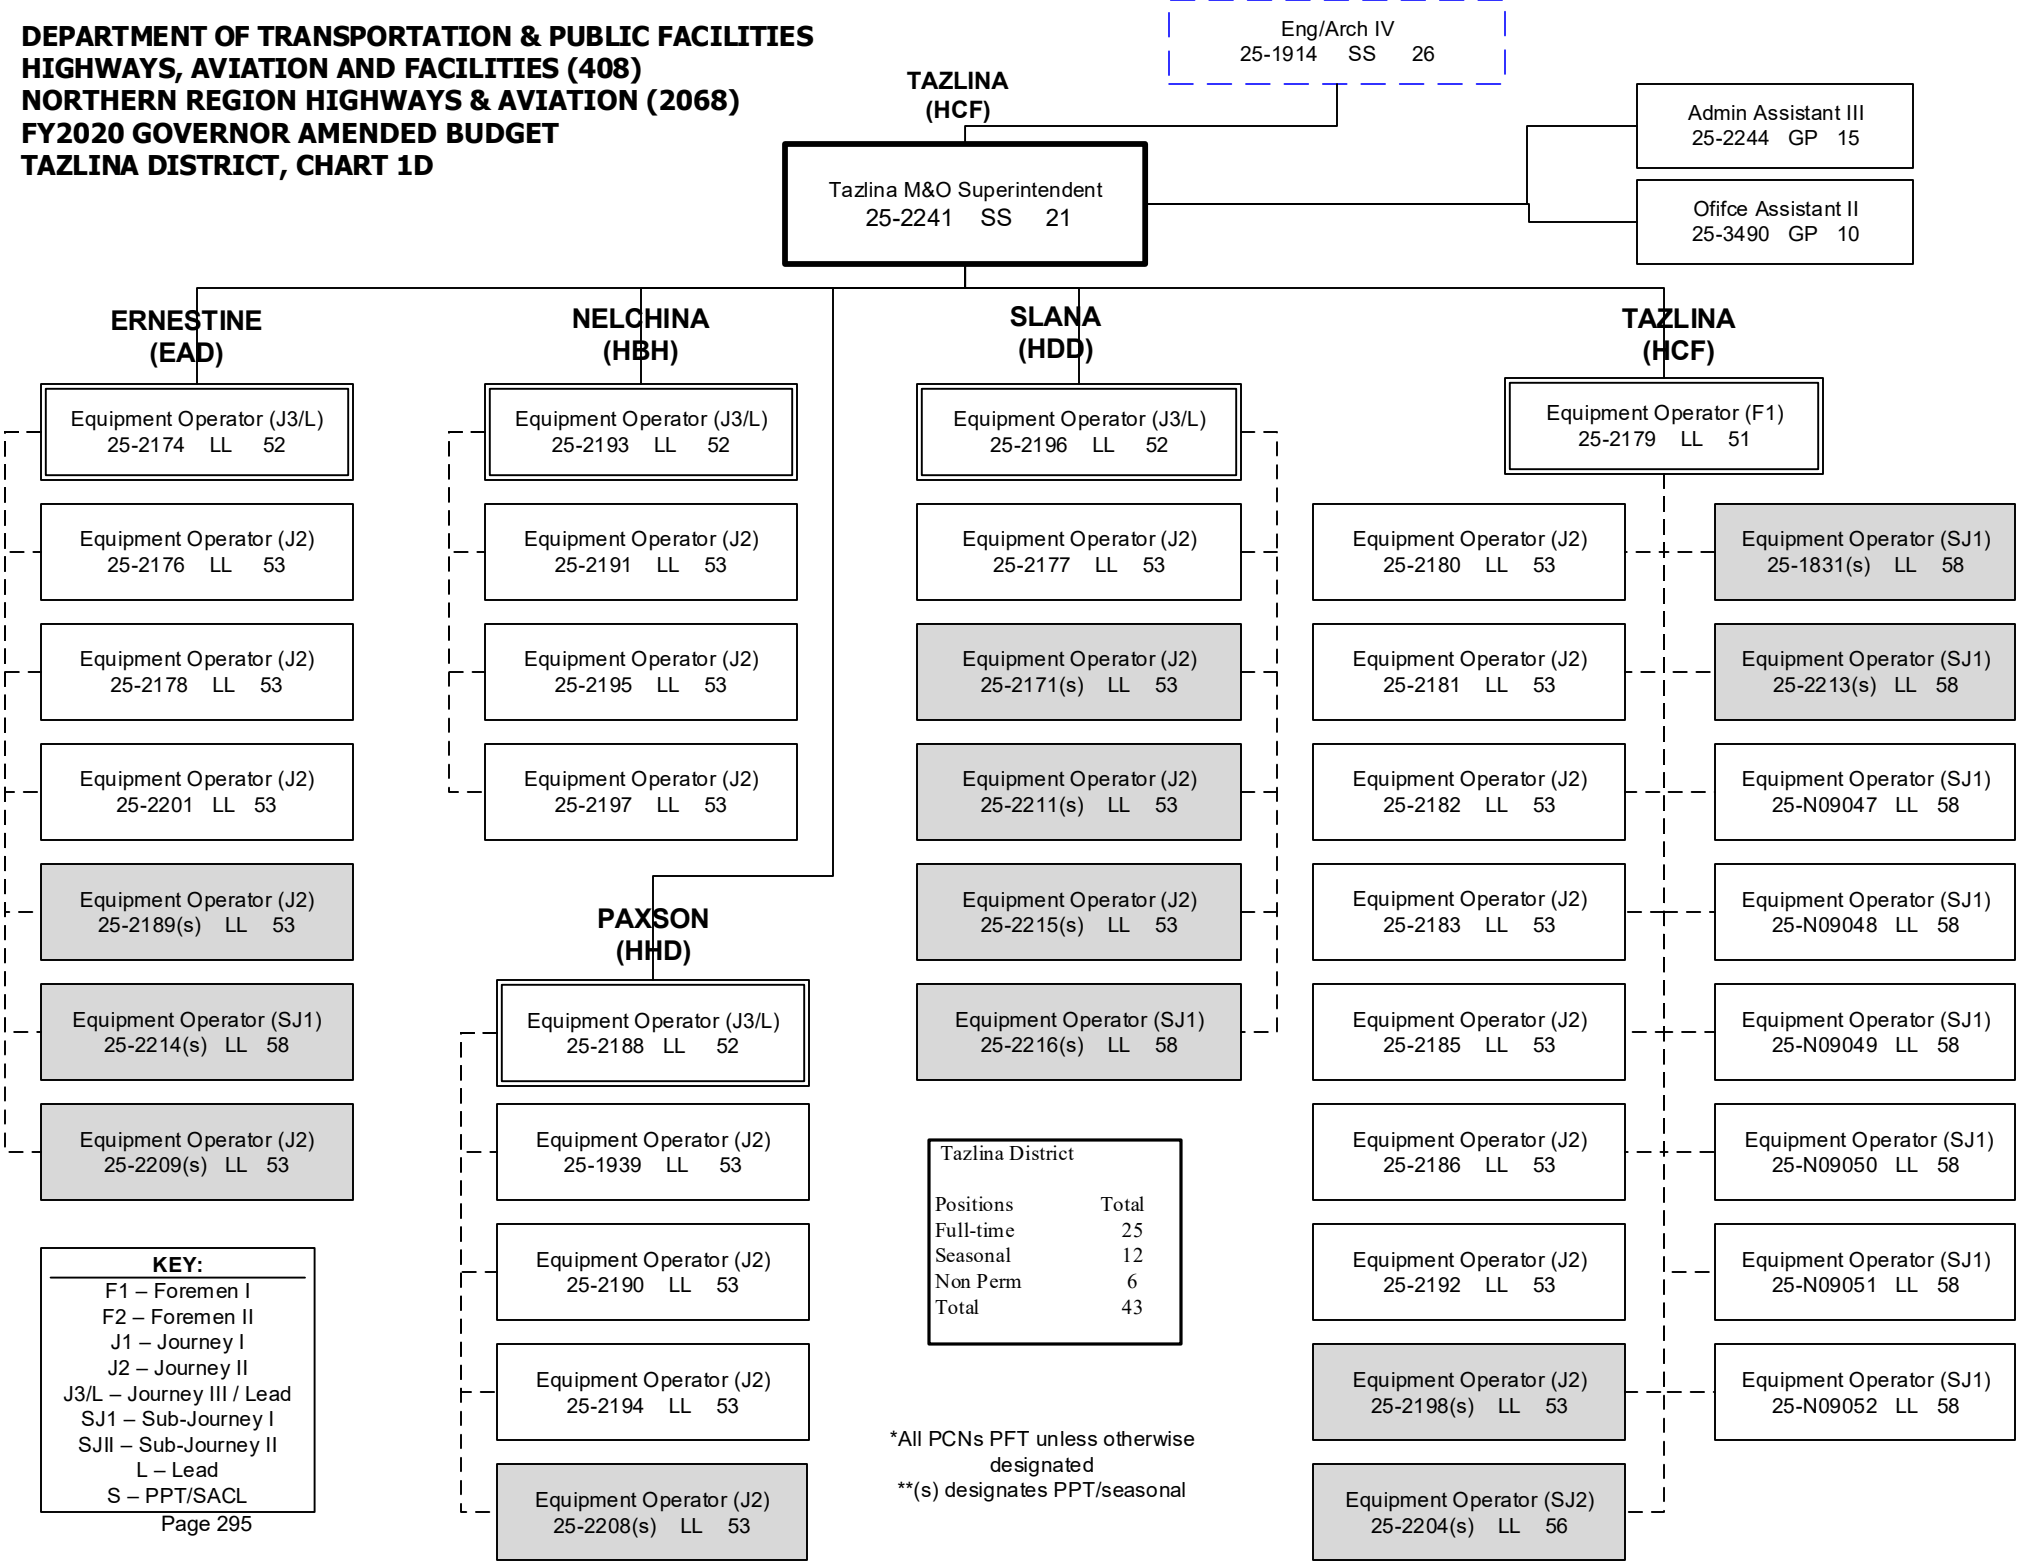 DEPARTMENT OF TRANSPORTATION & PUBLIC FACILITIES
HIGHWAYS, AVIATION AND FACILITIES (408)
NORTHERN REGION HIGHWAYS & AVIATION (2068)
FY2020 GOVERNOR AMENDED BUDGET
TAZLINA DISTRICT, CHART 1D
Eng/Arch IV
25-1914 SS 26
TAZLINA
(HCF)
Tazlina M&O Superintendent
25-2241 SS 21
Admin Assistant III
25-2244 GP 15
Ofifce Assistant II
25-3490 GP 10
ERNESTINE
(EAD)
Equipment Operator (J3/L)
25-2174 LL 52
Equipment Operator (J2)
25-2176 LL 53
Equipment Operator (J2)
25-2178 LL 53
Equipment Operator (J2)
25-2201 LL 53
Equipment Operator (J2)
25-2189(s) LL 53
Equipment Operator (SJ1)
25-2214(s) LL 58
Equipment Operator (J2)
25-2209(s) LL 53
NELCHINA
(HBH)
Equipment Operator (J3/L)
25-2193 LL 52
Equipment Operator (J2)
25-2191 LL 53
Equipment Operator (J2)
25-2195 LL 53
Equipment Operator (J2)
25-2197 LL 53
PAXSON
(HHD)
Equipment Operator (J3/L)
25-2188 LL 52
Equipment Operator (J2)
25-1939 LL 53
Equipment Operator (J2)
25-2190 LL 53
Equipment Operator (J2)
25-2194 LL 53
Equipment Operator (J2)
25-2208(s) LL 53
SLANA
(HDD)
Equipment Operator (J3/L)
25-2196 LL 52
Equipment Operator (J2)
25-2177 LL 53
Equipment Operator (J2)
25-2171(s) LL 53
Equipment Operator (J2)
25-2211(s) LL 53
Equipment Operator (J2)
25-2215(s) LL 53
Equipment Operator (SJ1)
25-2216(s) LL 58
TAZLINA
(HCF)
Equipment Operator (F1)
25-2179 LL 51
Equipment Operator (J2)
25-2180 LL 53
Equipment Operator (J2)
25-2181 LL 53
Equipment Operator (J2)
25-2182 LL 53
Equipment Operator (J2)
25-2183 LL 53
Equipment Operator (J2)
25-2185 LL 53
Equipment Operator (J2)
25-2186 LL 53
Equipment Operator (J2)
25-2192 LL 53
Equipment Operator (J2)
25-2198(s) LL 53
Equipment Operator (SJ2)
25-2204(s) LL 56
Equipment Operator (SJ1)
25-1831(s) LL 58
Equipment Operator (SJ1)
25-2213(s) LL 58
Equipment Operator (SJ1)
25-N09047 LL 58
Equipment Operator (SJ1)
25-N09048 LL 58
Equipment Operator (SJ1)
25-N09049 LL 58
Equipment Operator (SJ1)
25-N09050 LL 58
Equipment Operator (SJ1)
25-N09051 LL 58
Equipment Operator (SJ1)
25-N09052 LL 58
Tazlina District
Positions Total
Full-time 25
Seasonal 12
Non Perm 6
Total 43
*All PCNs PFT unless otherwise
designated
**(s) designates PPT/seasonal
KEY:
F1 – Foremen I
F2 – Foremen II
J1 – Journey I
J2 – Journey II
J3/L – Journey III / Lead
SJ1 – Sub-Journey I
SJII – Sub-Journey II
L – Lead
S – PPT/SACL
Page 295